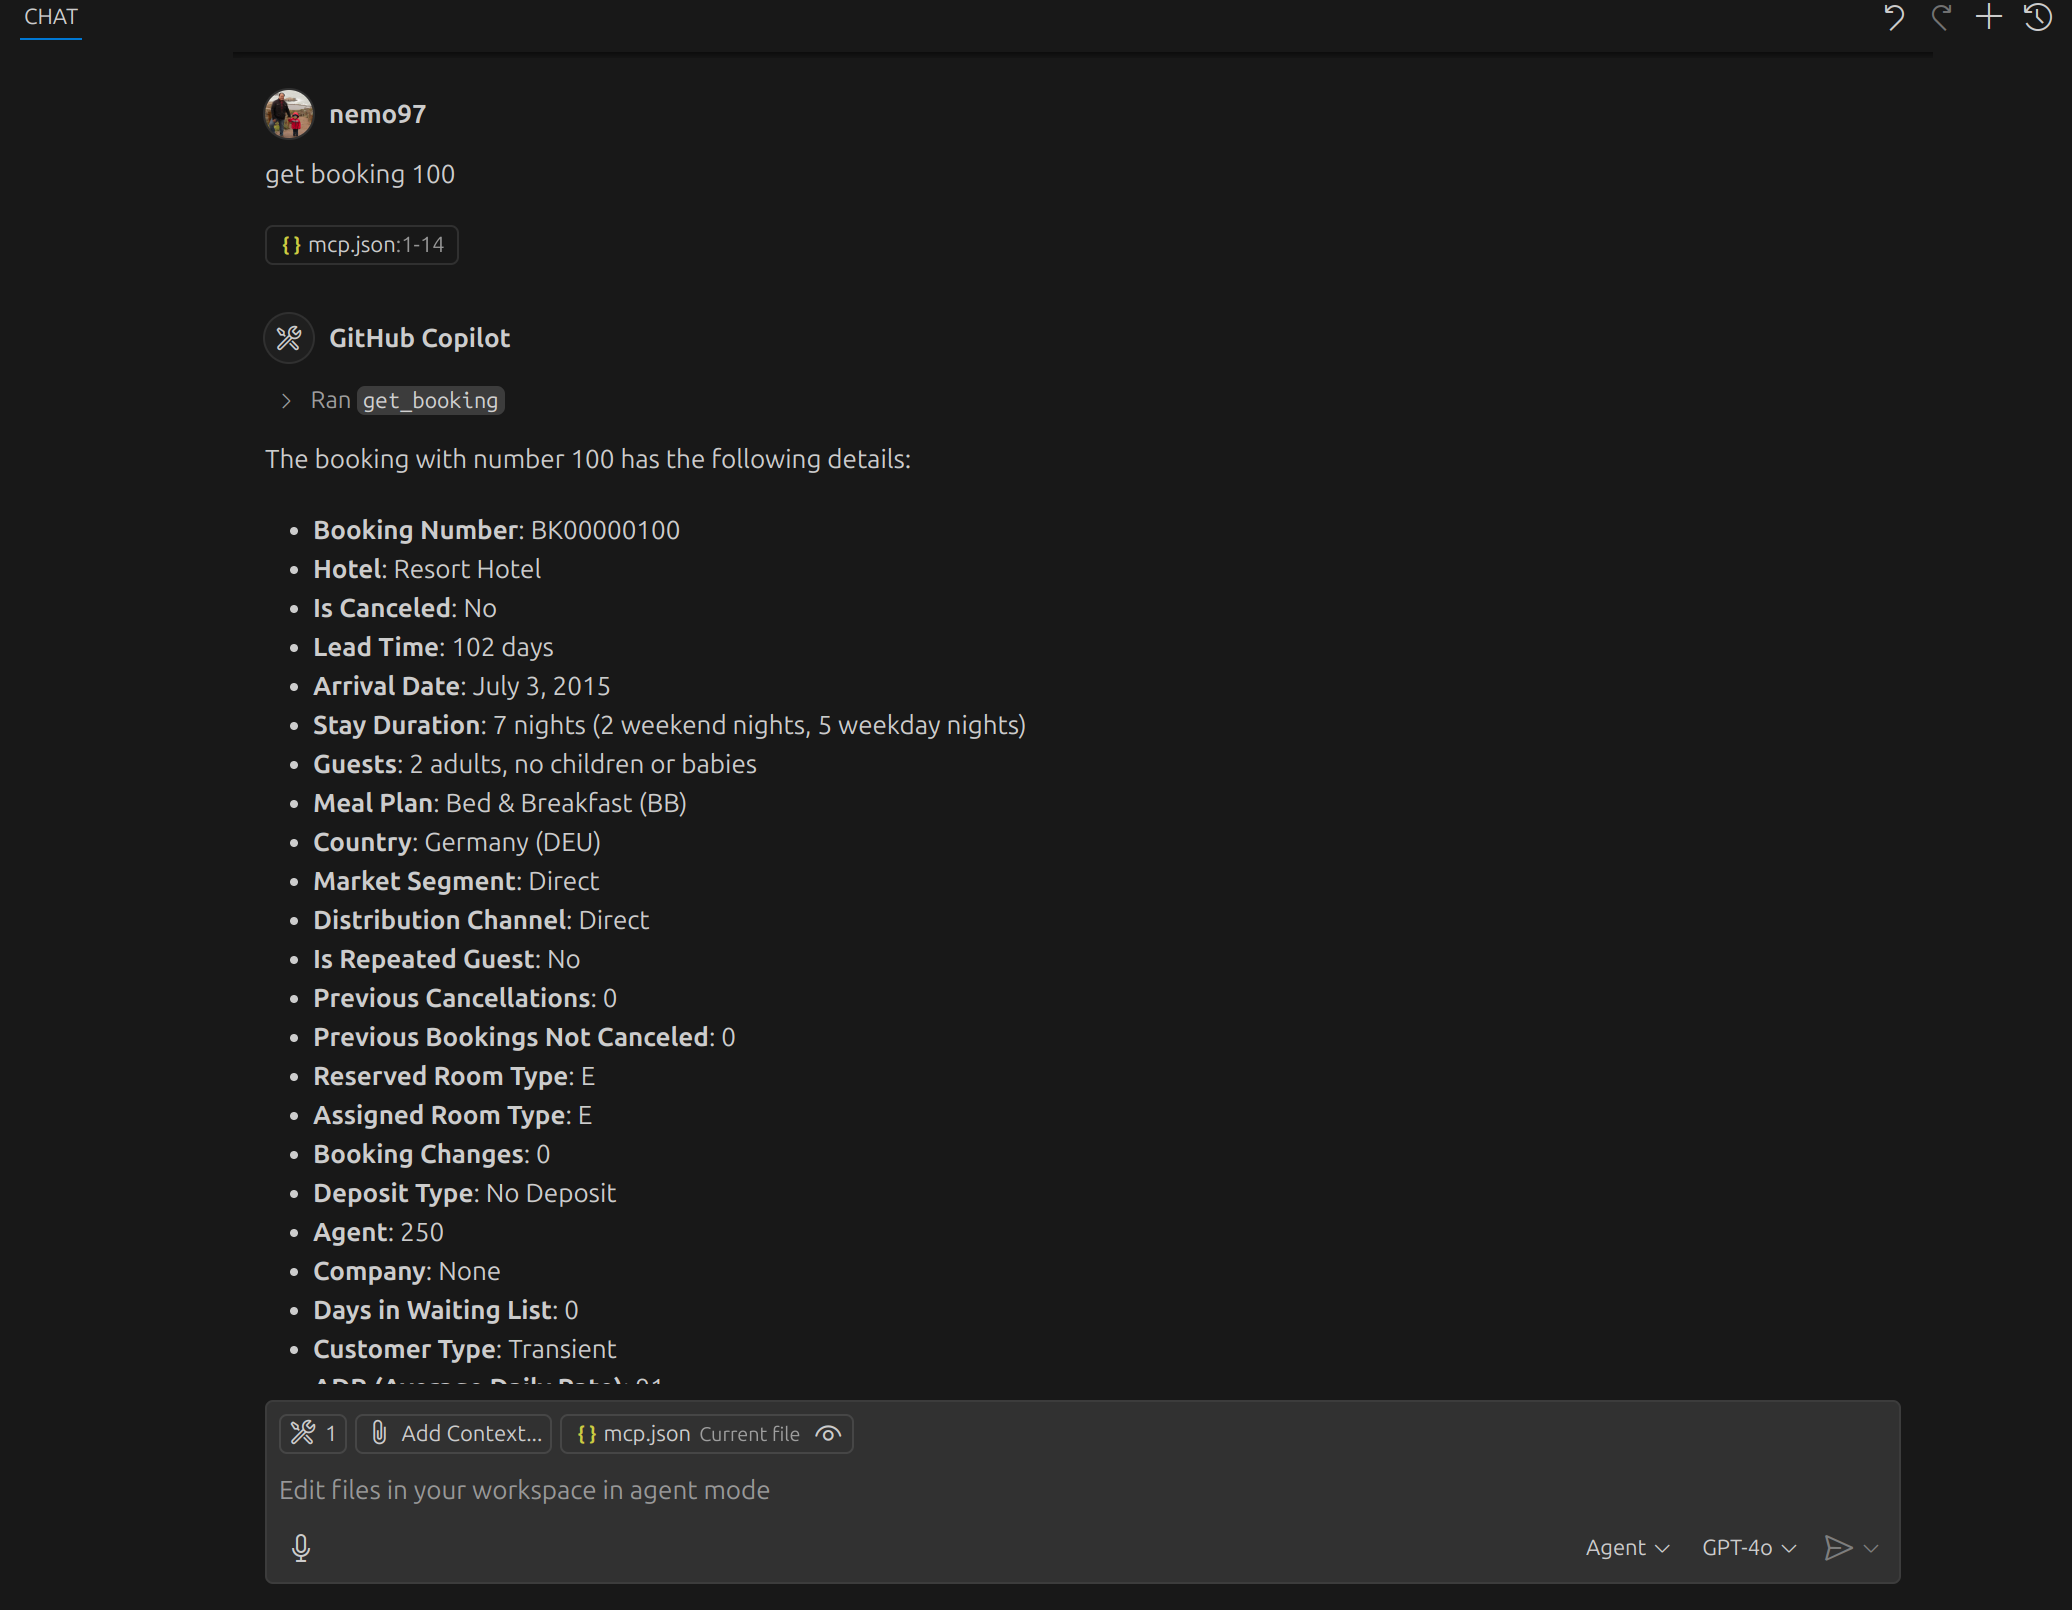 CHAT
nemo97
get booking 100
{} mcp.json:1-14
GitHub Copilot
Ran get_booking
The booking with number 100 has the following details:
• Booking Number: BK00000100
• Hotel: Resort Hotel
• Is Canceled: No
• Lead Time: 102 days
• Arrival Date: July 3, 2015
• Stay Duration: 7 nights (2 weekend nights, 5 weekday nights)
• Guests: 2 adults, no children or babies
• Meal Plan: Bed & Breakfast (BB)
• Country: Germany (DEU)
• Market Segment: Direct
• Distribution Channel: Direct
• Is Repeated Guest: No
• Previous Cancellations: 0
• Previous Bookings Not Canceled: 0
• Reserved Room Type: E
• Assigned Room Type: E
• Booking Changes: 0
• Deposit Type: No Deposit
• Agent: 250
• Company: None
• Days in Waiting List: 0
• Customer Type: Transient
ADR (Average Daily Rate):
1 Add Context... {} mcp.json Current file
Edit files in your workspace in agent mode
Agent GPT-4o